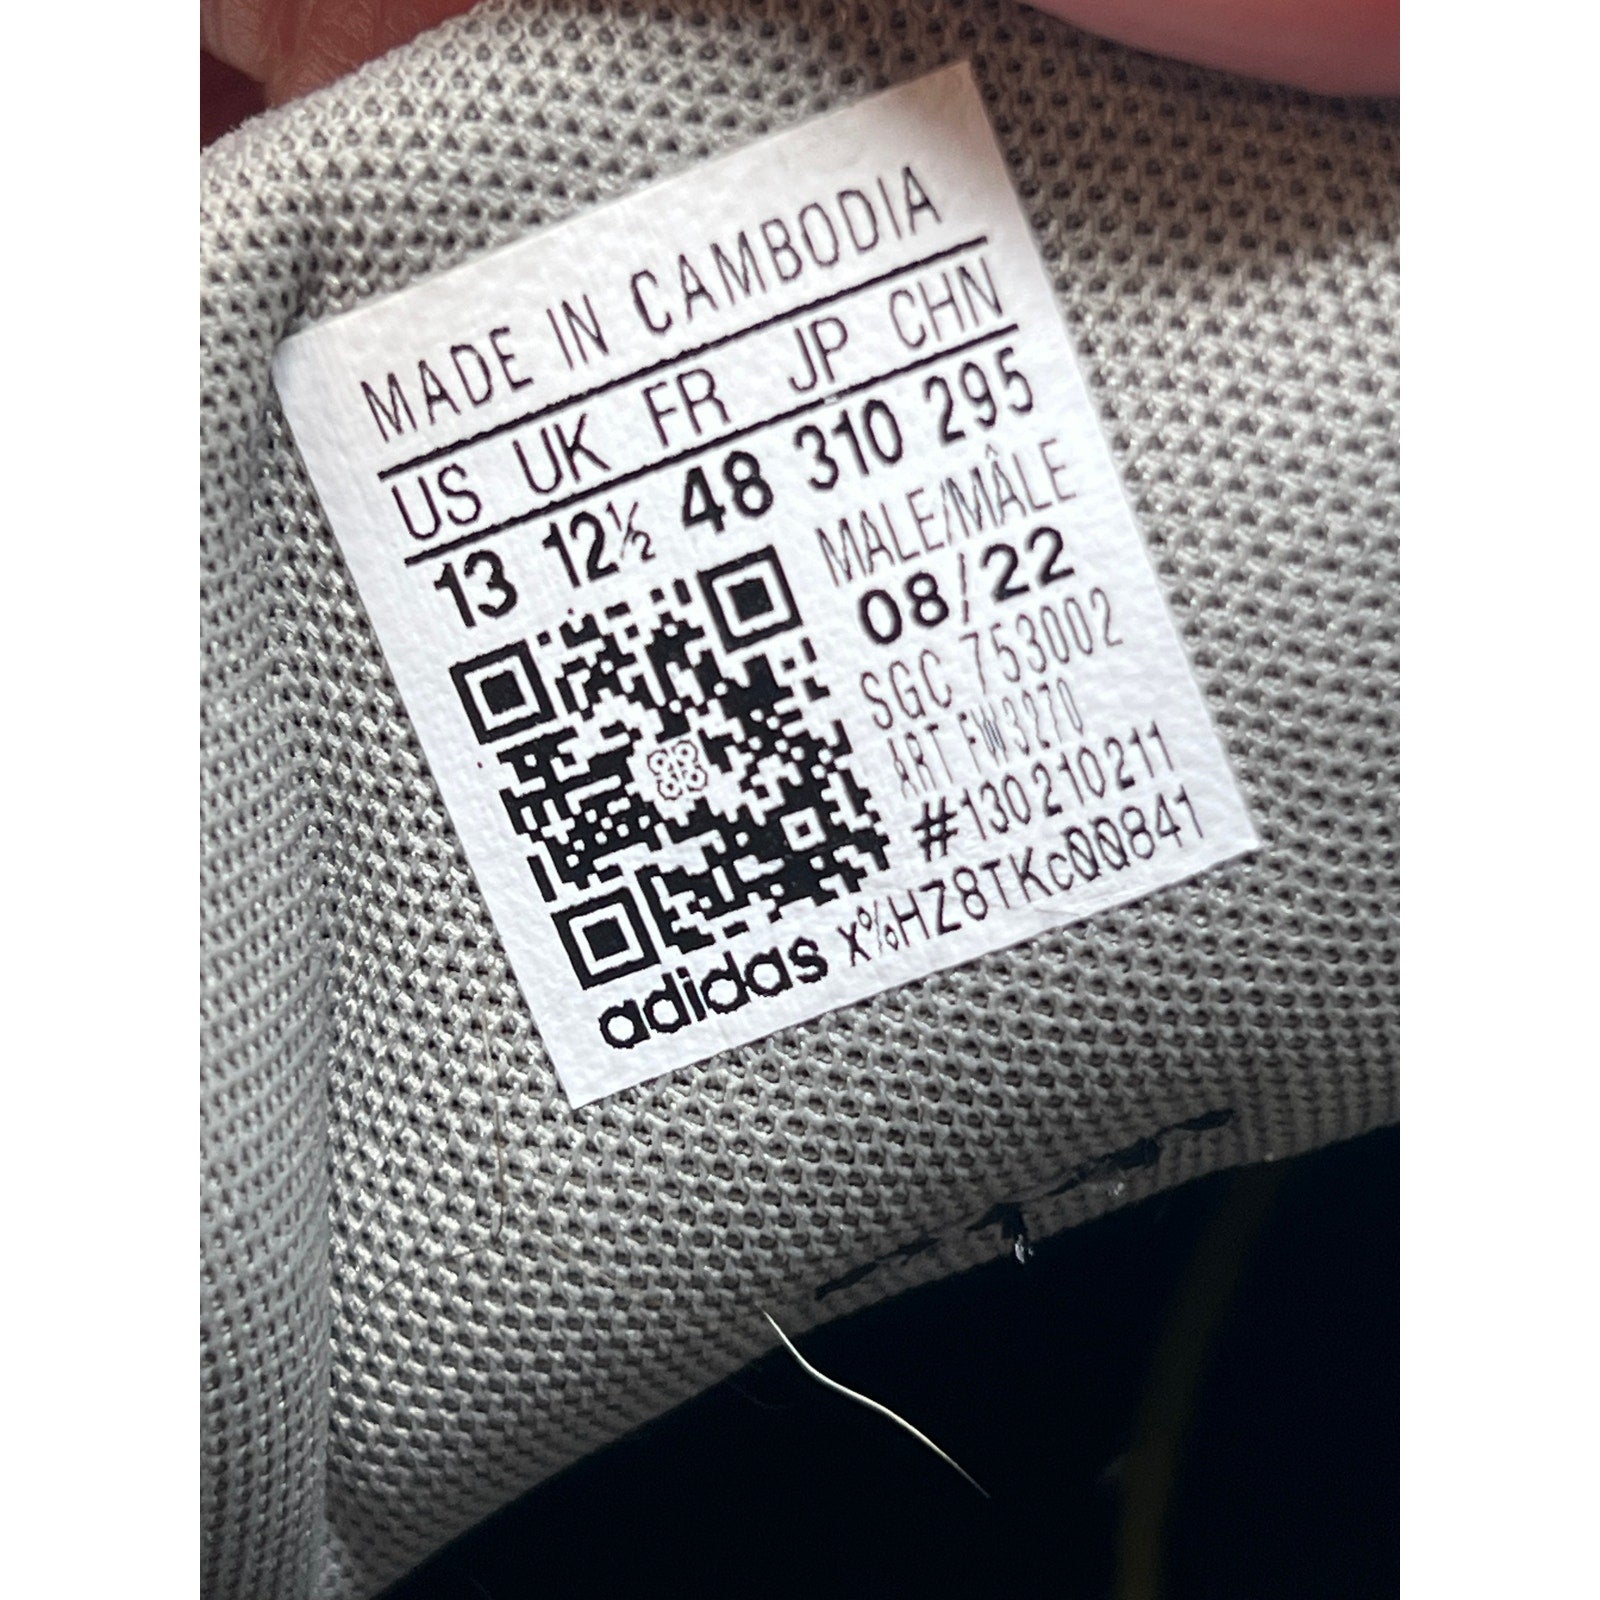 MADE IN CAMBODIA
US UK FR JP CHN
13 12½ 48 310 295
MALE/MÂLE
08/22
SGC 753002
ART FW3270
#130210211
adidas x%HZ8TKcQQ841